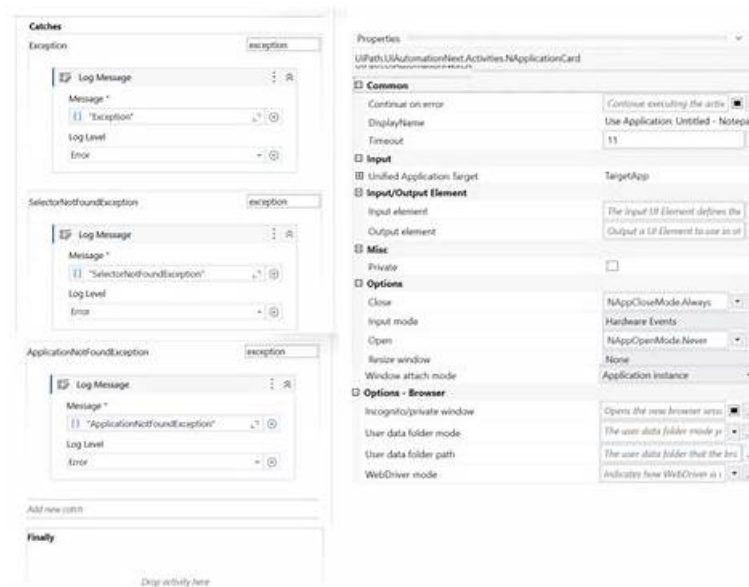 Catches
Exception
exception
Log Message
Message *
"Exception"
Log Level
Error
SelectorNotFoundException
exception
Log Message
Message *
"SelectorNotFoundException"
Log Level
Error
ApplicationNotFoundException
exception
Log Message
Message *
"ApplicationNotFoundException"
Log Level
Error
Add new catch
Finally
Drop activity here
Properties
UiPath.UIAutomationNext.Activities.NApplicationCard
Common
Continue on error Continue executing the activ
DisplayName Use Application: Untitled - Notepa
Timeout 11
Input
Unified Application Target TargetApp
Input/Output Element
Input element The Input UI Element defines the
Output element Output a UI Element to use in ot
Misc
Private
Options
Close NAppCloseMode.Always
Input mode Hardware Events
Open NAppOpenMode.Never
Resize window None
Window attach mode Application instance
Options - Browser
Incognito/private window Opens the new browser sessi
User data folder mode The user data folder mode
User data folder path The user data folder that the bro
WebDriver mode Indicates how WebDriver is